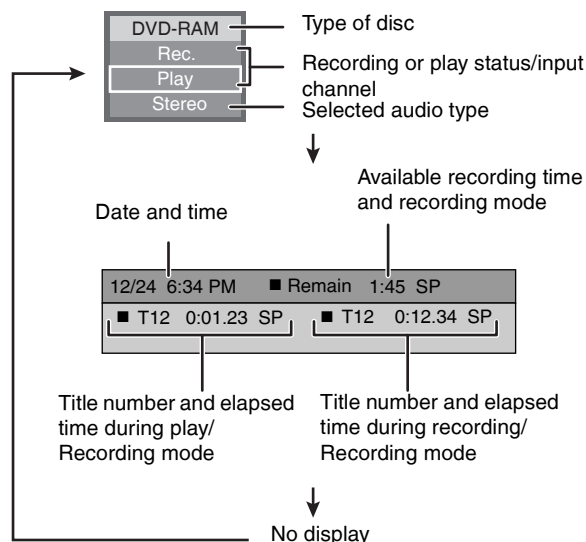 DVD-RAM
Rec.
Play
Stereo
Type of disc
Recording or play status/input
channel
Selected audio type
Date and time
Available recording time
and recording mode
12/24 6:34 PM ■ Remain 1:45 SP
■ T12 0:01.23 SP ■ T12 0:12.34 SP
Title number and elapsed
time during play/
Recording mode
Title number and elapsed
time during recording/
Recording mode
No display